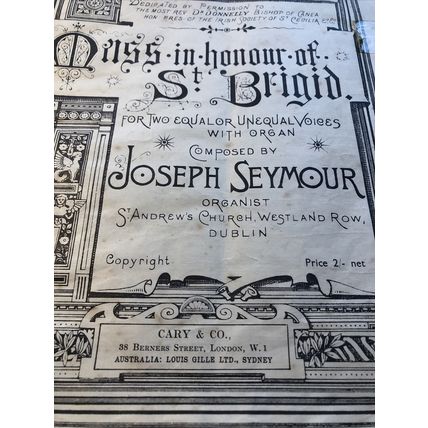 DEDICATED BY PERMISSION TO
THE MOST REV DR DONNELLY BISHOP OF CANEA
HON PRES. OF THE IRISH SOCIETY OF ST CECILIA
Mass in honour of
St Brigid.
FOR TWO EQUAL OR UNEQUAL VOICES
WITH ORGAN
COMPOSED BY
JOSEPH SEYMOUR
ORGANIST
ST ANDREW'S CHURCH, WESTLAND ROW,
DUBLIN
Copyright Price 2/- net
CARY & CO.,
38 BERNERS STREET, LONDON, W.1
AUSTRALIA: LOUIS GILLE LTD., SYDNEY